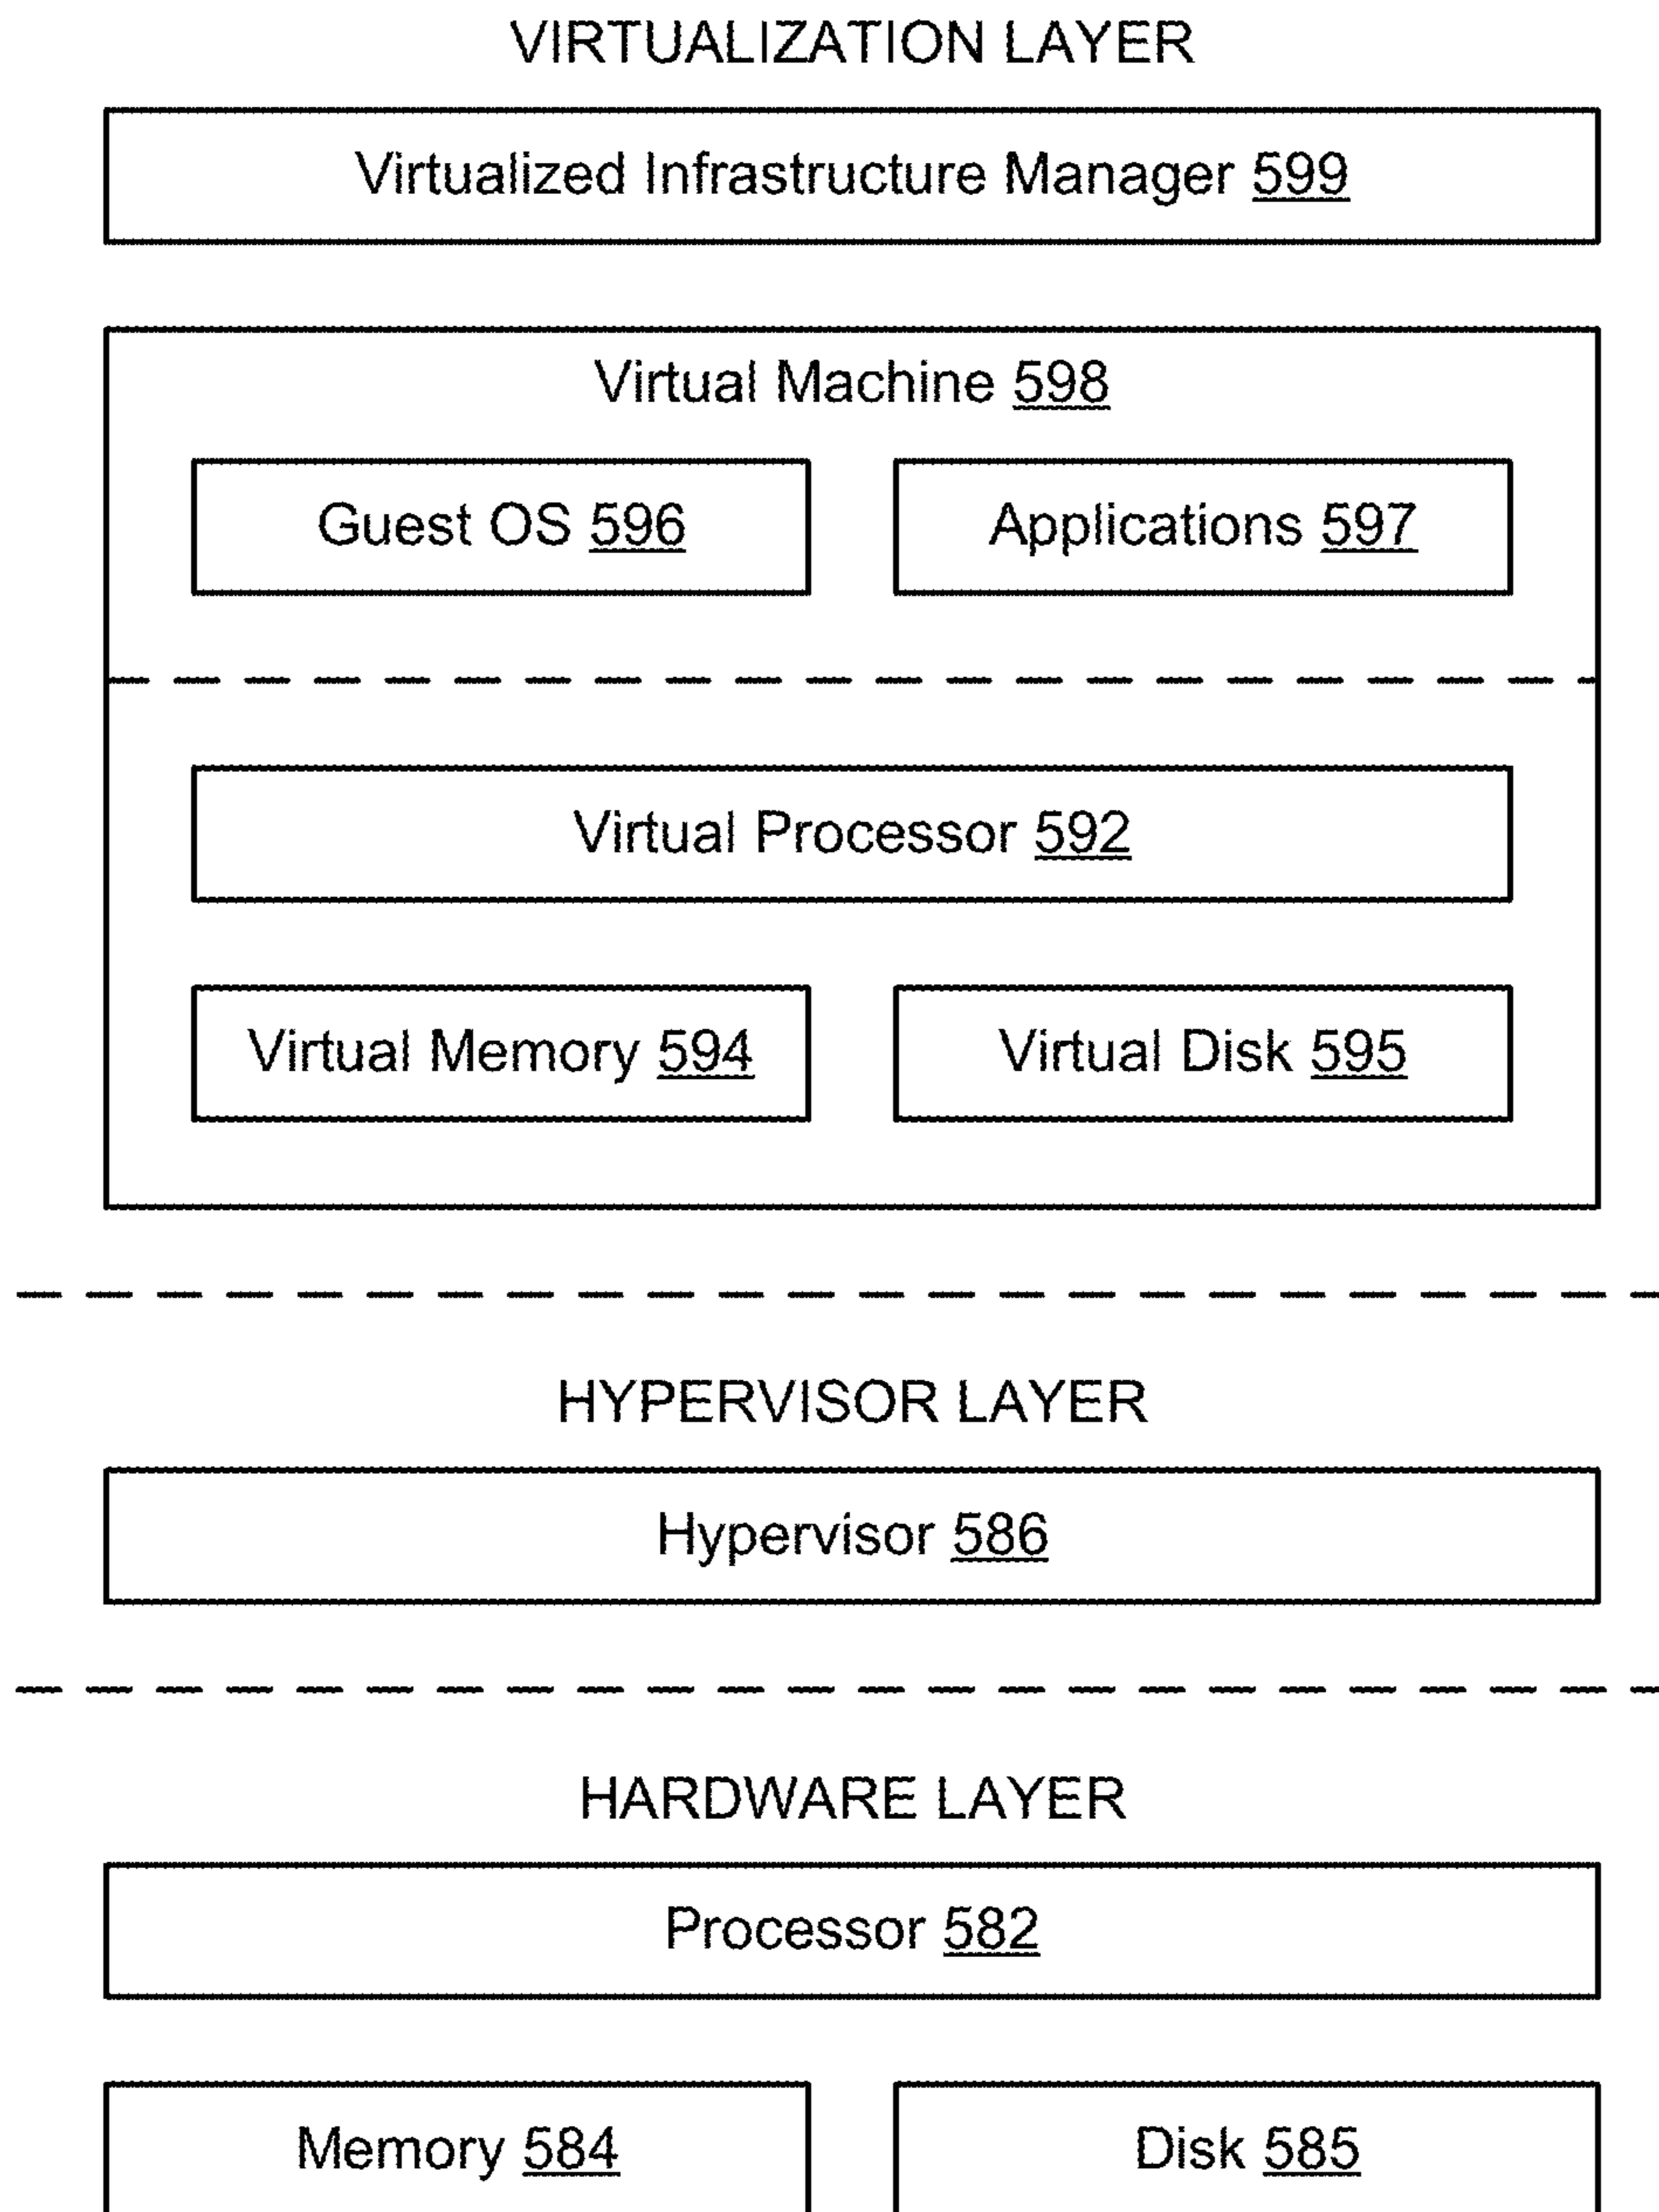 VIRTUALIZATION LAYER
Virtualized Infrastructure Manager 599
Virtual Machine 598
Guest OS 596
Applications 597
Virtual Processor 592
Virtual Memory 594
Virtual Disk 595
HYPERVISOR LAYER
Hypervisor 586
HARDWARE LAYER
Processor 582
Memory 584
Disk 585